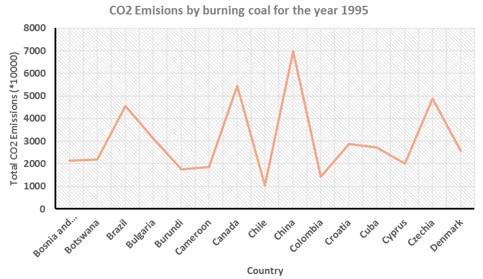 CO2 Emisions by burning coal for the year 1995
Total CO2 Emissions (*10000)
8000
7000
6000
5000
4000
3000
2000
1000
0
Bosnia and...
Botswana
Brazil
Bulgaria
Burundi
Cameroon
Canada
Chile
China
Colombia
Croatia
Cuba
Cyprus
Czechia
Denmark
Country